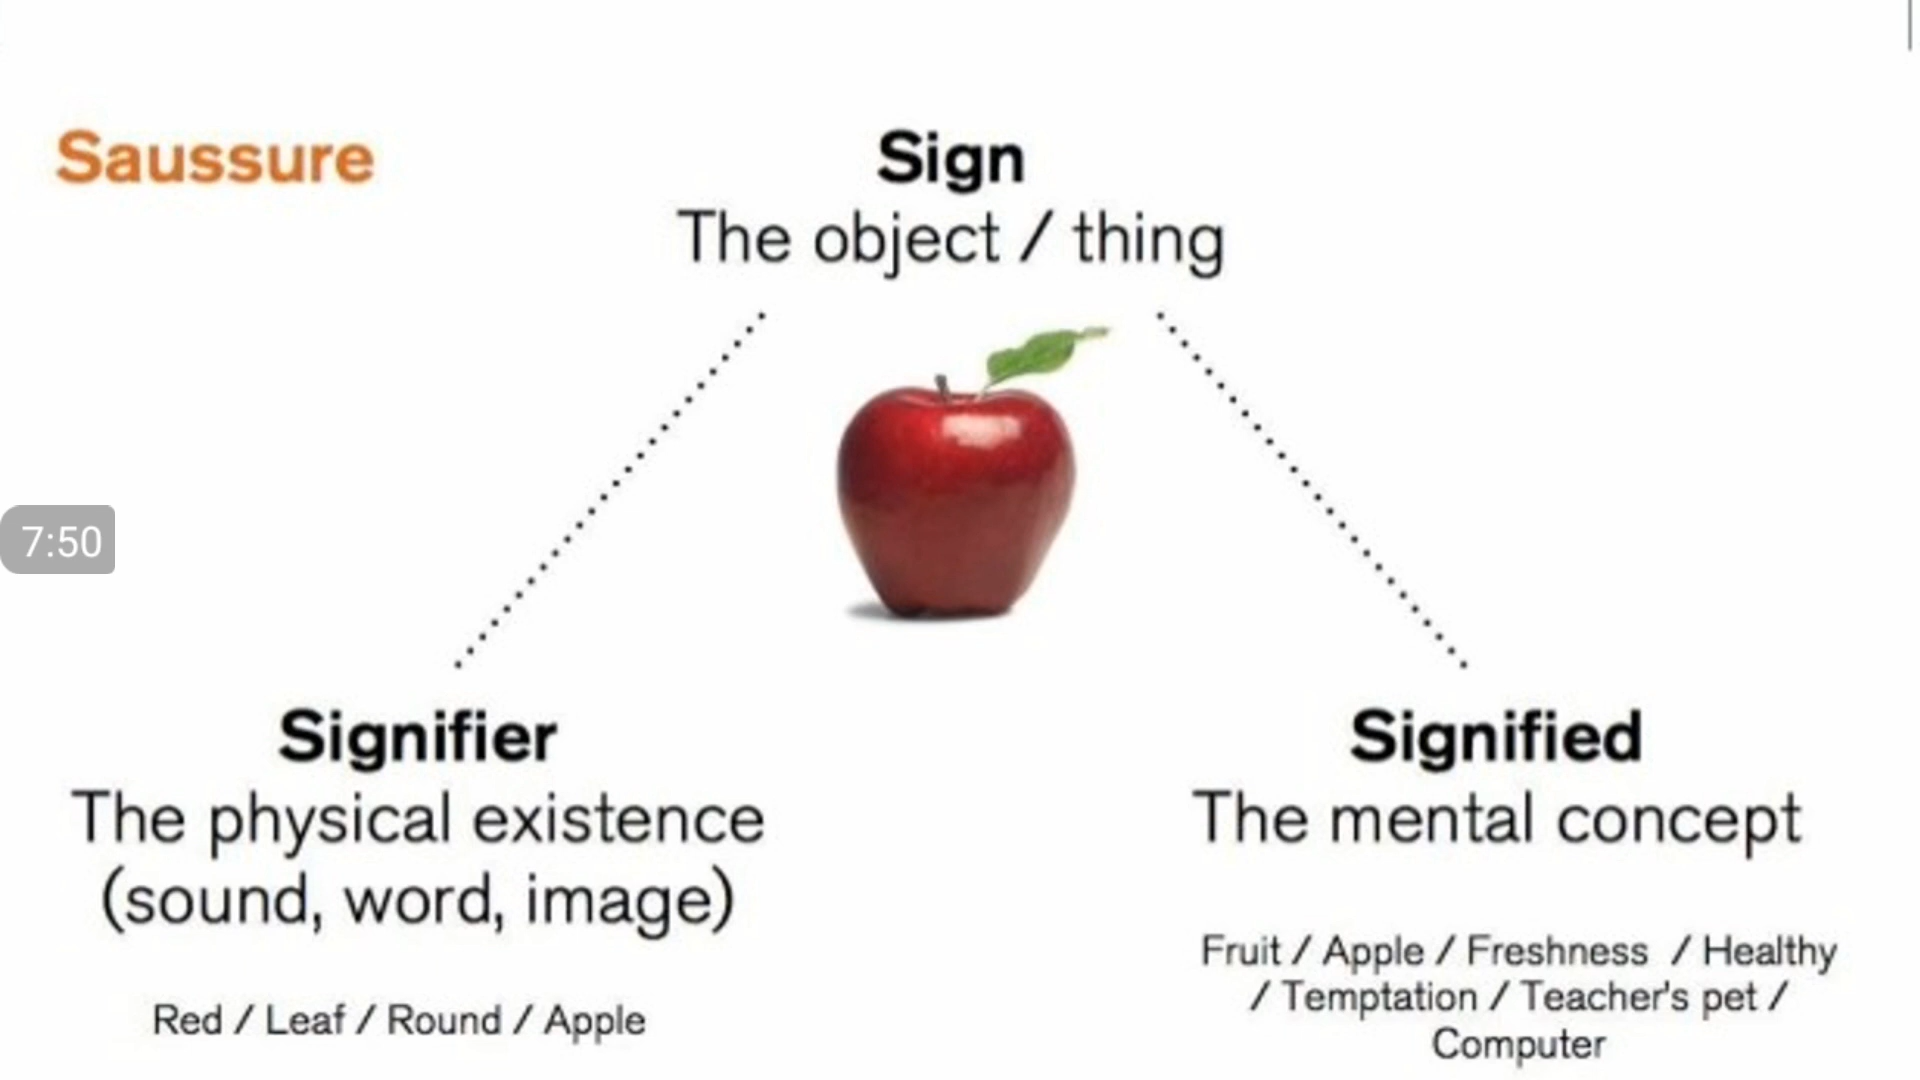 Saussure
Sign
The object / thing
7:50
Signifier
The physical existence
(sound, word, image)
Red / Leaf / Round / Apple
Signified
The mental concept
Fruit / Apple / Freshness / Healthy
/ Temptation / Teacher's pet /
Computer